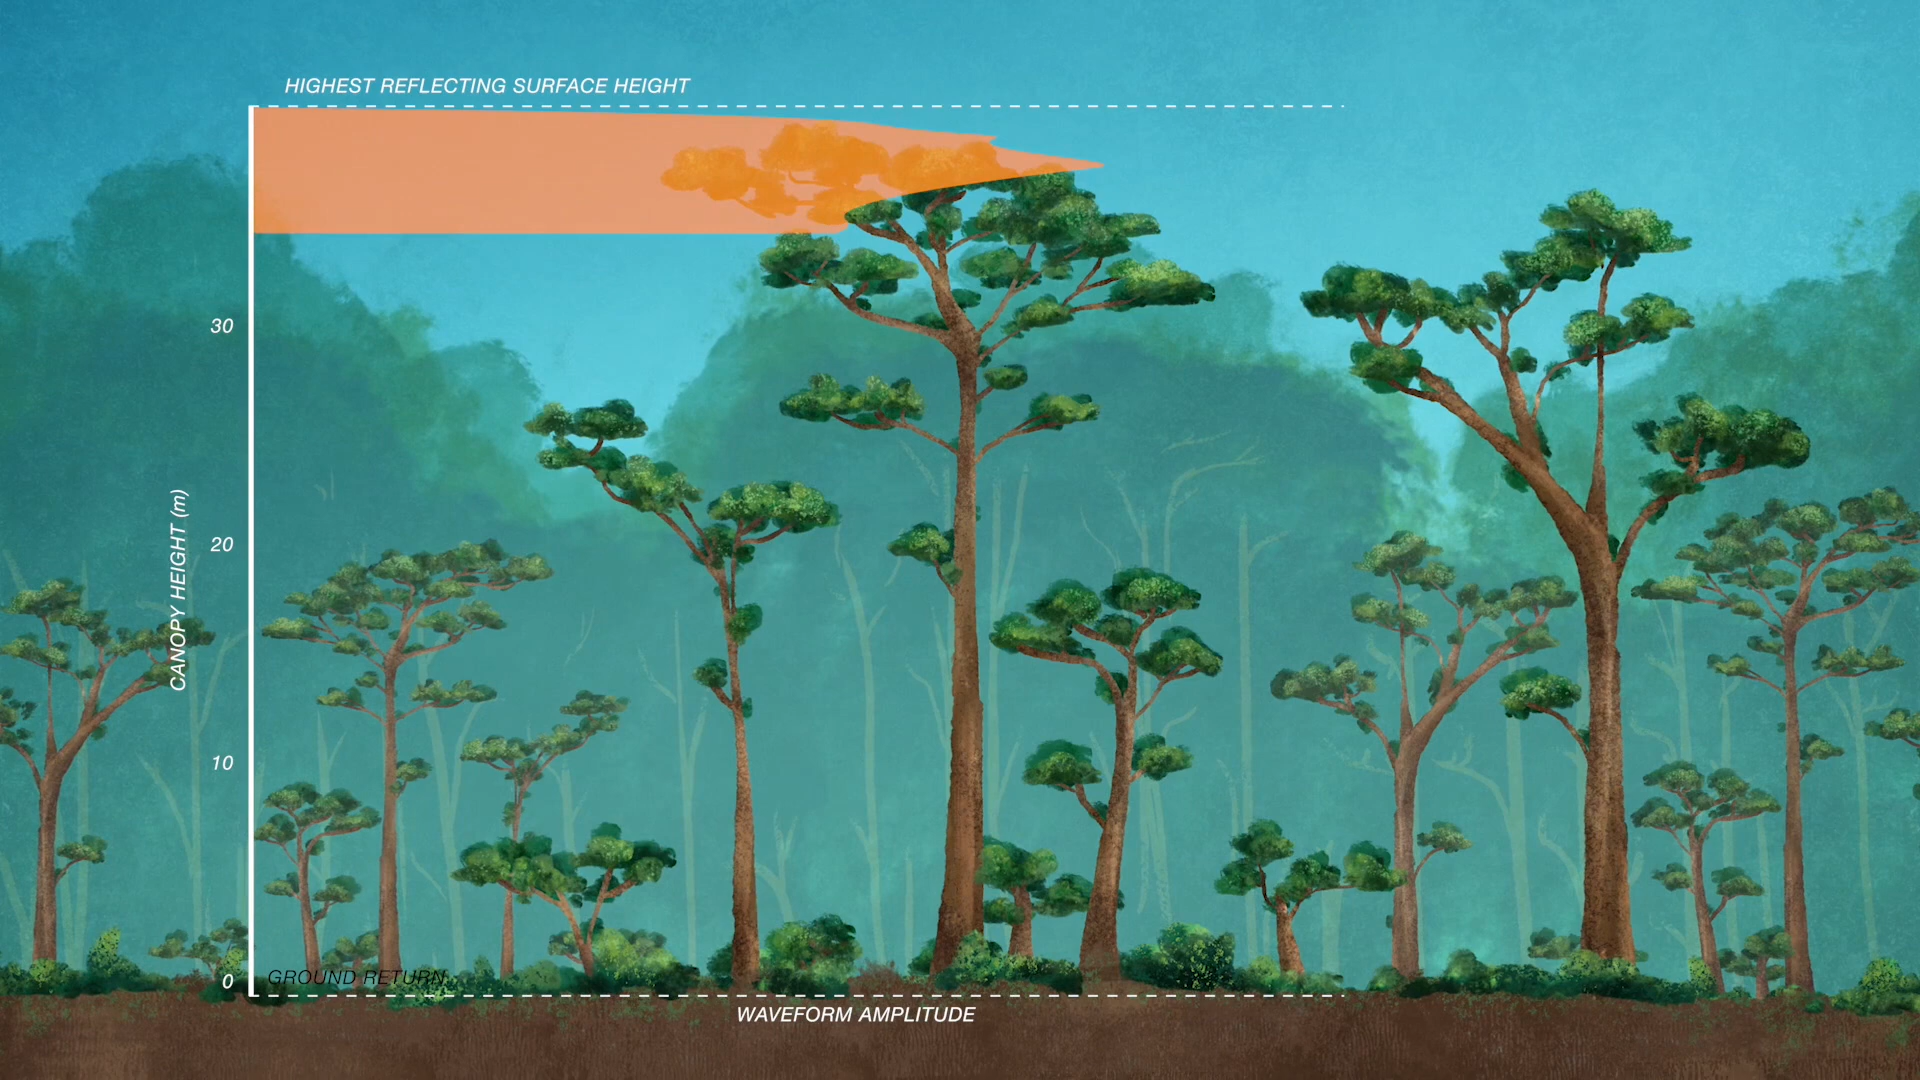 HIGHEST REFLECTING SURFACE HEIGHT
30
20
10
0
CANOPY HEIGHT (m)
GROUND RETURN
WAVEFORM AMPLITUDE